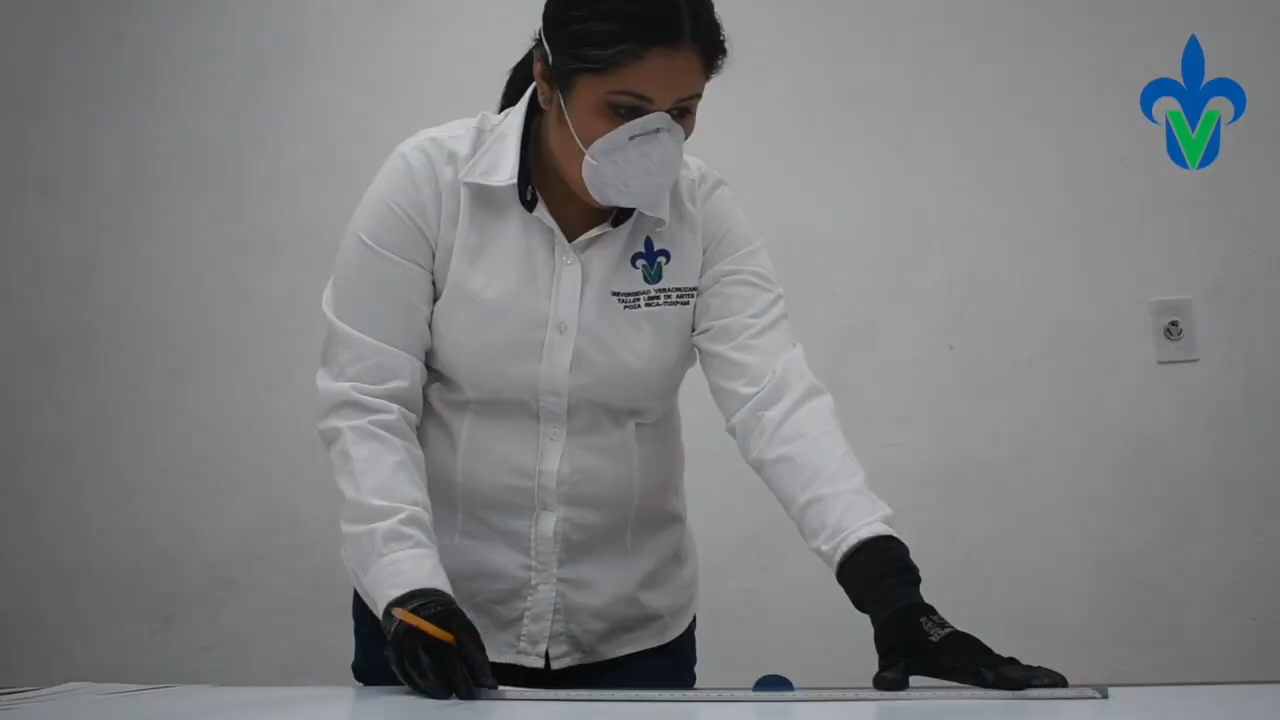 UNIVERSIDAD VERACRUZANA
TALLER LIBRE DE ARTES
POZA RICA-TUXPAN